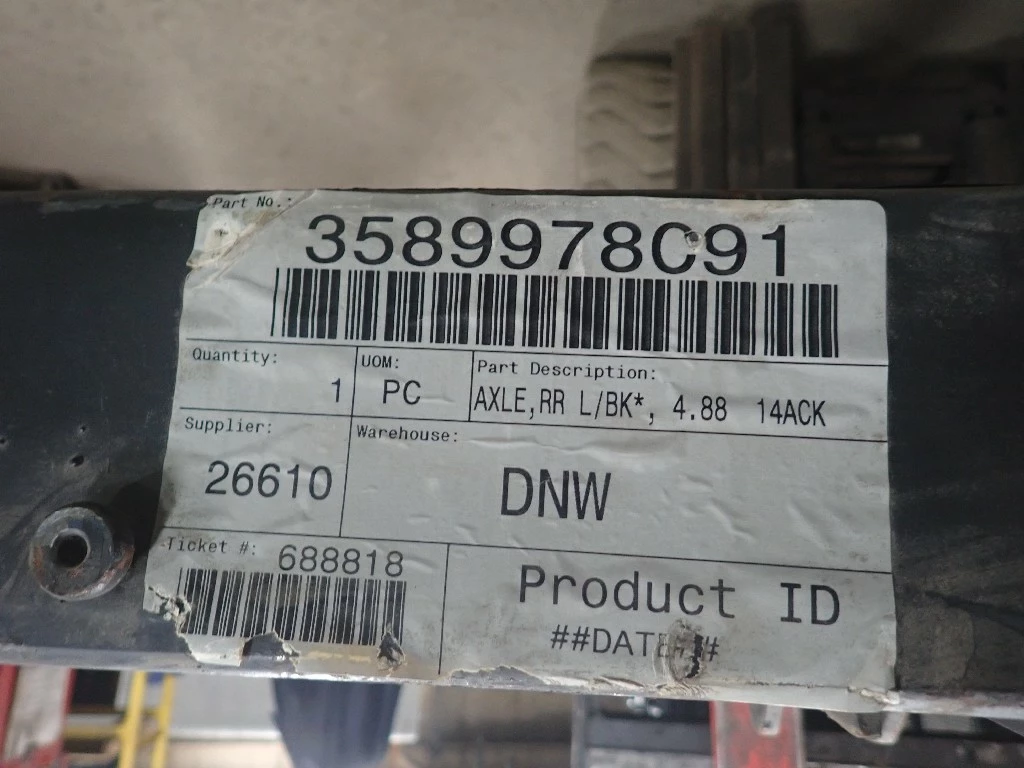 Part No.:
3589978C91
Quantity:
1
UOM:
PC
Part Description:
AXLE,RR L/BK*, 4.88 14ACK
Supplier:
26610
Warehouse:
DNW
Ticket #:
688818
Product ID
##DATE##